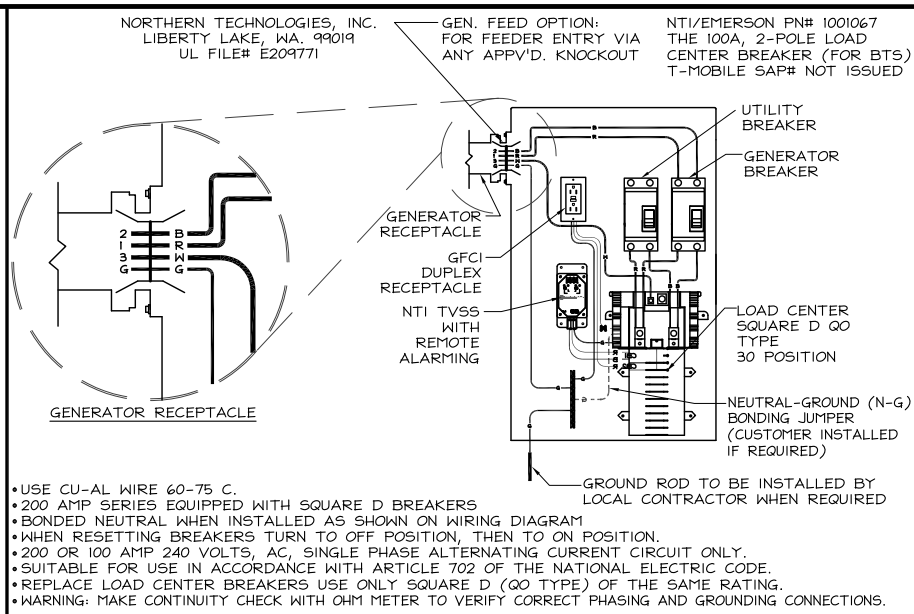 NORTHERN TECHNOLOGIES, INC.
LIBERTY LAKE, WA. 99019
UL FILE# E209771
GEN. FEED OPTION:
FOR FEEDER ENTRY VIA
ANY APPV'D. KNOCKOUT
NTI/EMERSON PN# 1001067
THE 100A, 2-POLE LOAD
CENTER BREAKER (FOR BTS)
T-MOBILE SAP# NOT ISSUED
UTILITY
BREAKER
GENERATOR
BREAKER
B
R
2 B
1 R
3 W
G G
GENERATOR
RECEPTACLE
GFCI
DUPLEX
RECEPTACLE
NTI TVSS
WITH
REMOTE
ALARMING
2 B
1 R
3 W
G G
GENERATOR RECEPTACLE
W
R
R
B
B
G
G
G
G
LOAD CENTER
SQUARE D QO
TYPE
30 POSITION
NEUTRAL-GROUND (N-G)
BONDING JUMPER
(CUSTOMER INSTALLED
IF REQUIRED)
GROUND ROD TO BE INSTALLED BY
LOCAL CONTRACTOR WHEN REQUIRED
• USE CU-AL WIRE 60-75 C.
• 200 AMP SERIES EQUIPPED WITH SQUARE D BREAKERS
• BONDED NEUTRAL WHEN INSTALLED AS SHOWN ON WIRING DIAGRAM
• WHEN RESETTING BREAKERS TURN TO OFF POSITION, THEN TO ON POSITION.
• 200 OR 100 AMP 240 VOLTS, AC, SINGLE PHASE ALTERNATING CURRENT CIRCUIT ONLY.
• SUITABLE FOR USE IN ACCORDANCE WITH ARTICLE 702 OF THE NATIONAL ELECTRIC CODE.
• REPLACE LOAD CENTER BREAKERS USE ONLY SQUARE D (QO TYPE) OF THE SAME RATING.
• WARNING: MAKE CONTINUITY CHECK WITH OHM METER TO VERIFY CORRECT PHASING AND GROUNDING CONNECTIONS.